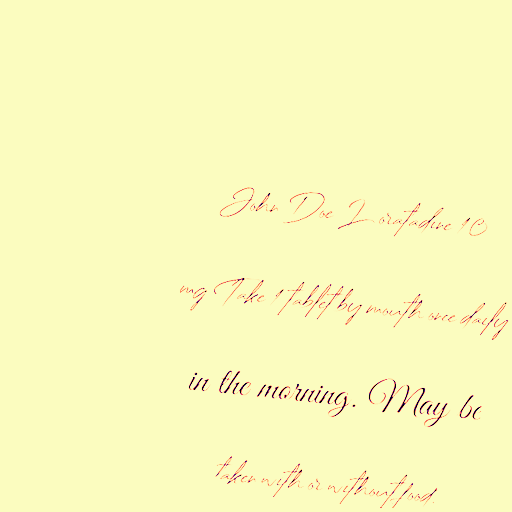 John Doe Loratadine 10
mg Take 1 tablet by mouth once daily
in the morning. May be
taken with or without food.